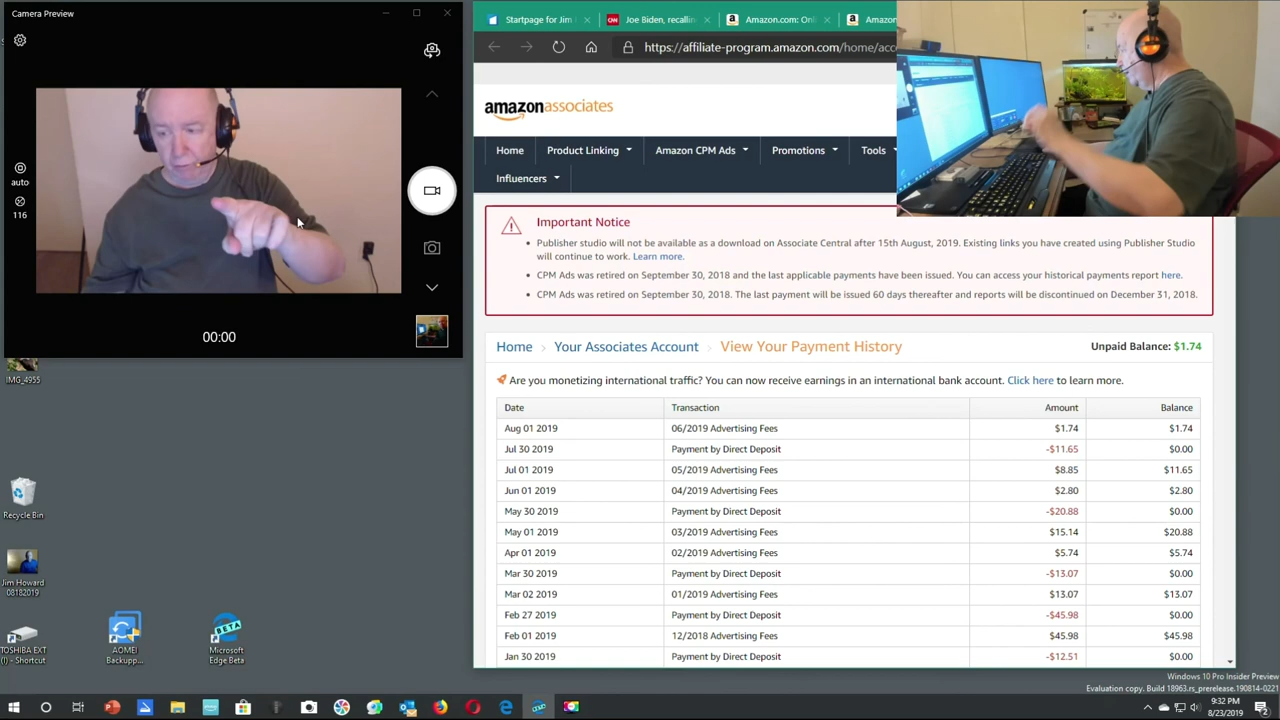 Camera Preview
auto
116
00:00
IMG_4955
Recycle Bin
Jim Howard
08182019
TOSHIBA EXT
(I) - Shortcut
AOMEI
Backupp...
Microsoft
Edge Beta
Startpage for Jim
Joe Biden, recallin
Amazon.com: Onl
Amazon
https://affiliate-program.amazon.com/home/acc
amazonassociates
Home
Product Linking
Amazon CPM Ads
Promotions
Tools
Influencers
Important Notice
Publisher studio will not be available as a download on Associate Central after 15th August, 2019. Existing links you have created using Publisher Studio
will continue to work. Learn more.
CPM Ads was retired on September 30, 2018 and the last applicable payments have been issued. You can access your historical payments report here.
CPM Ads was retired on September 30, 2018. The last payment will be issued 60 days thereafter and reports will be discontinued on December 31, 2018.
Home > Your Associates Account > View Your Payment History
Unpaid Balance: $1.74
Are you monetizing international traffic? You can now receive earnings in an international bank account. Click here to learn more.
Date Transaction Amount Balance
Aug 01 2019 06/2019 Advertising Fees $1.74 $1.74
Jul 30 2019 Payment by Direct Deposit -$11.65 $0.00
Jul 01 2019 05/2019 Advertising Fees $8.85 $11.65
Jun 01 2019 04/2019 Advertising Fees $2.80 $2.80
May 30 2019 Payment by Direct Deposit -$20.88 $0.00
May 01 2019 03/2019 Advertising Fees $15.14 $20.88
Apr 01 2019 02/2019 Advertising Fees $5.74 $5.74
Mar 30 2019 Payment by Direct Deposit -$13.07 $0.00
Mar 02 2019 01/2019 Advertising Fees $13.07 $13.07
Feb 27 2019 Payment by Direct Deposit -$45.98 $0.00
Feb 01 2019 12/2018 Advertising Fees $45.98 $45.98
Jan 30 2019 Payment by Direct Deposit -$12.51 $0.00
Windows 10 Pro Insider Preview
Evaluation copy. Build 18963.rs_prerelease.190814-0221
9:32 PM
8/23/2019